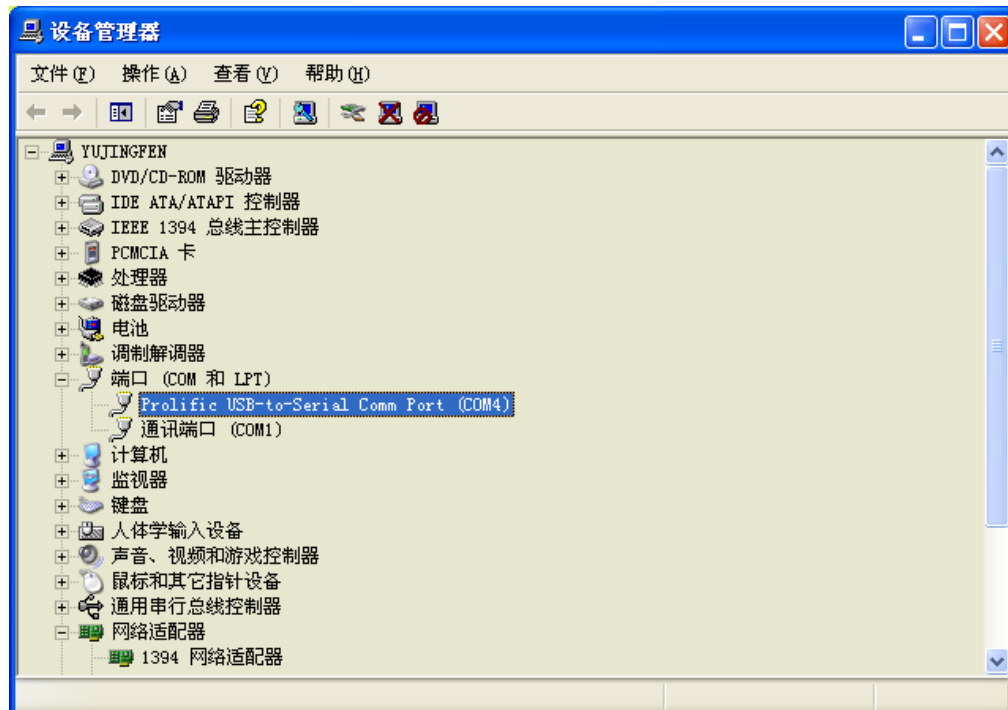 设备管理器
文件(F) 操作(A) 查看(V) 帮助(H)
YUJINGFEN
DVD/CD-ROM 驱动器
IDE ATA/ATAPI 控制器
IEEE 1394 总线主控制器
PCMCIA 卡
处理器
磁盘驱动器
电池
调制解调器
端口 (COM 和 LPT)
Prolific USB-to-Serial Comm Port (COM4)
通讯端口 (COM1)
计算机
监视器
键盘
人体学输入设备
声音、视频和游戏控制器
鼠标和其它指针设备
通用串行总线控制器
网络适配器
1394 网络适配器